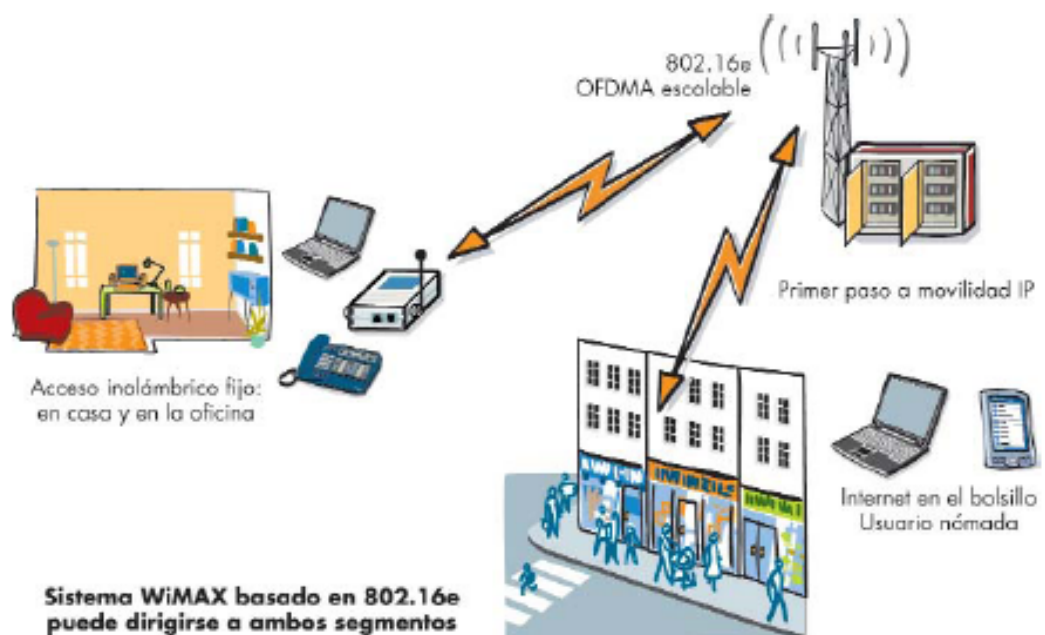 802.16e
OFDMA escalable
Primer paso a movilidad IP
Acceso inalámbrico fijo:
en casa y en la oficina
Internet en el bolsillo
Usuario nómada
Sistema WiMAX basado en 802.16e
puede dirigirse a ambos segmentos